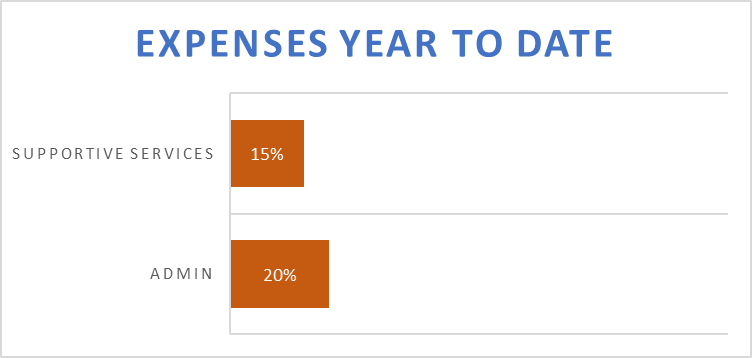 EXPENSES YEAR TO DATE
SUPPORTIVE SERVICES
15%
ADMIN
20%